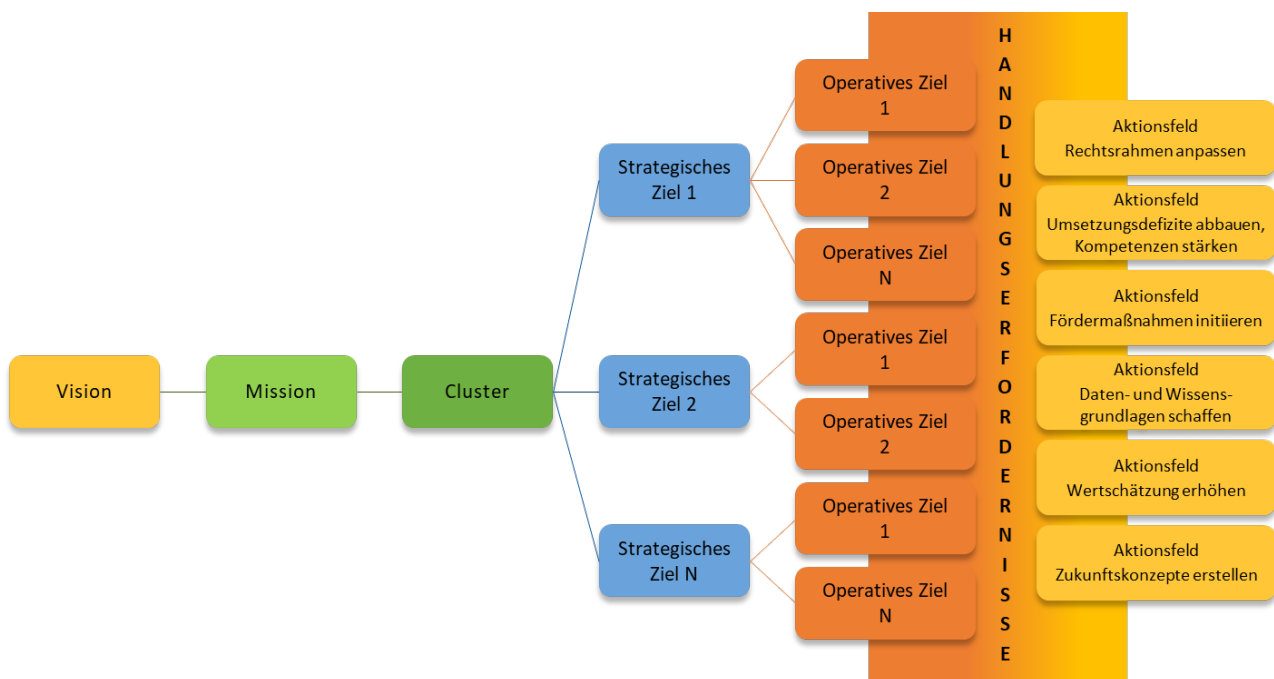 Vision
Mission
Cluster
Strategisches
Ziel 1
Strategisches
Ziel 2
Strategisches
Ziel N
Operatives Ziel
1
Operatives Ziel
2
Operatives Ziel
N
Operatives Ziel
1
Operatives Ziel
2
Operatives Ziel
1
Operatives Ziel
N
HANDLUNGSERFORDERNISSE
Aktionsfeld
Rechtsrahmen anpassen
Aktionsfeld
Umsetzungsdefizite abbauen,
Kompetenzen stärken
Aktionsfeld
Fördermaßnahmen initiieren
Aktionsfeld
Daten- und Wissens-
grundlagen schaffen
Aktionsfeld
Wertschätzung erhöhen
Aktionsfeld
Zukunftskonzepte erstellen